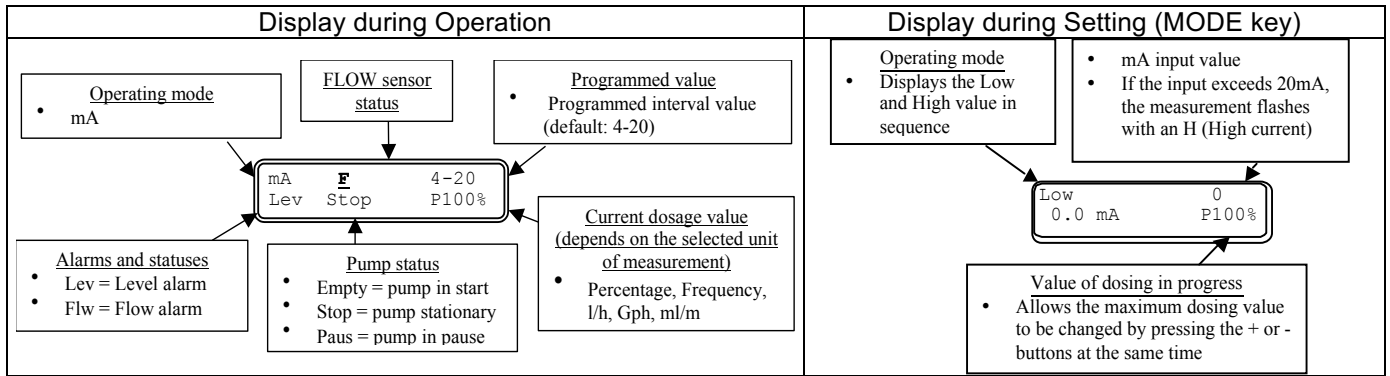 Display during Operation
Operating mode
• mA
FLOW sensor
status
Programmed value
• Programmed interval value
(default: 4-20)
mA F 4-20
Lev Stop P100%
Alarms and statuses
• Lev = Level alarm
• Flw = Flow alarm
Pump status
• Empty = pump in start
• Stop = pump stationary
• Paus = pump in pause
Current dosage value
(depends on the selected unit
of measurement)
• Percentage, Frequency,
l/h, Gph, ml/m
Display during Setting (MODE key)
Operating mode
• Displays the Low
and High value in
sequence
• mA input value
• If the input exceeds 20mA,
the measurement flashes
with an H (High current)
Low 0
0.0 mA P100%
Value of dosing in progress
• Allows the maximum dosing value
to be changed by pressing the + or -
buttons at the same time